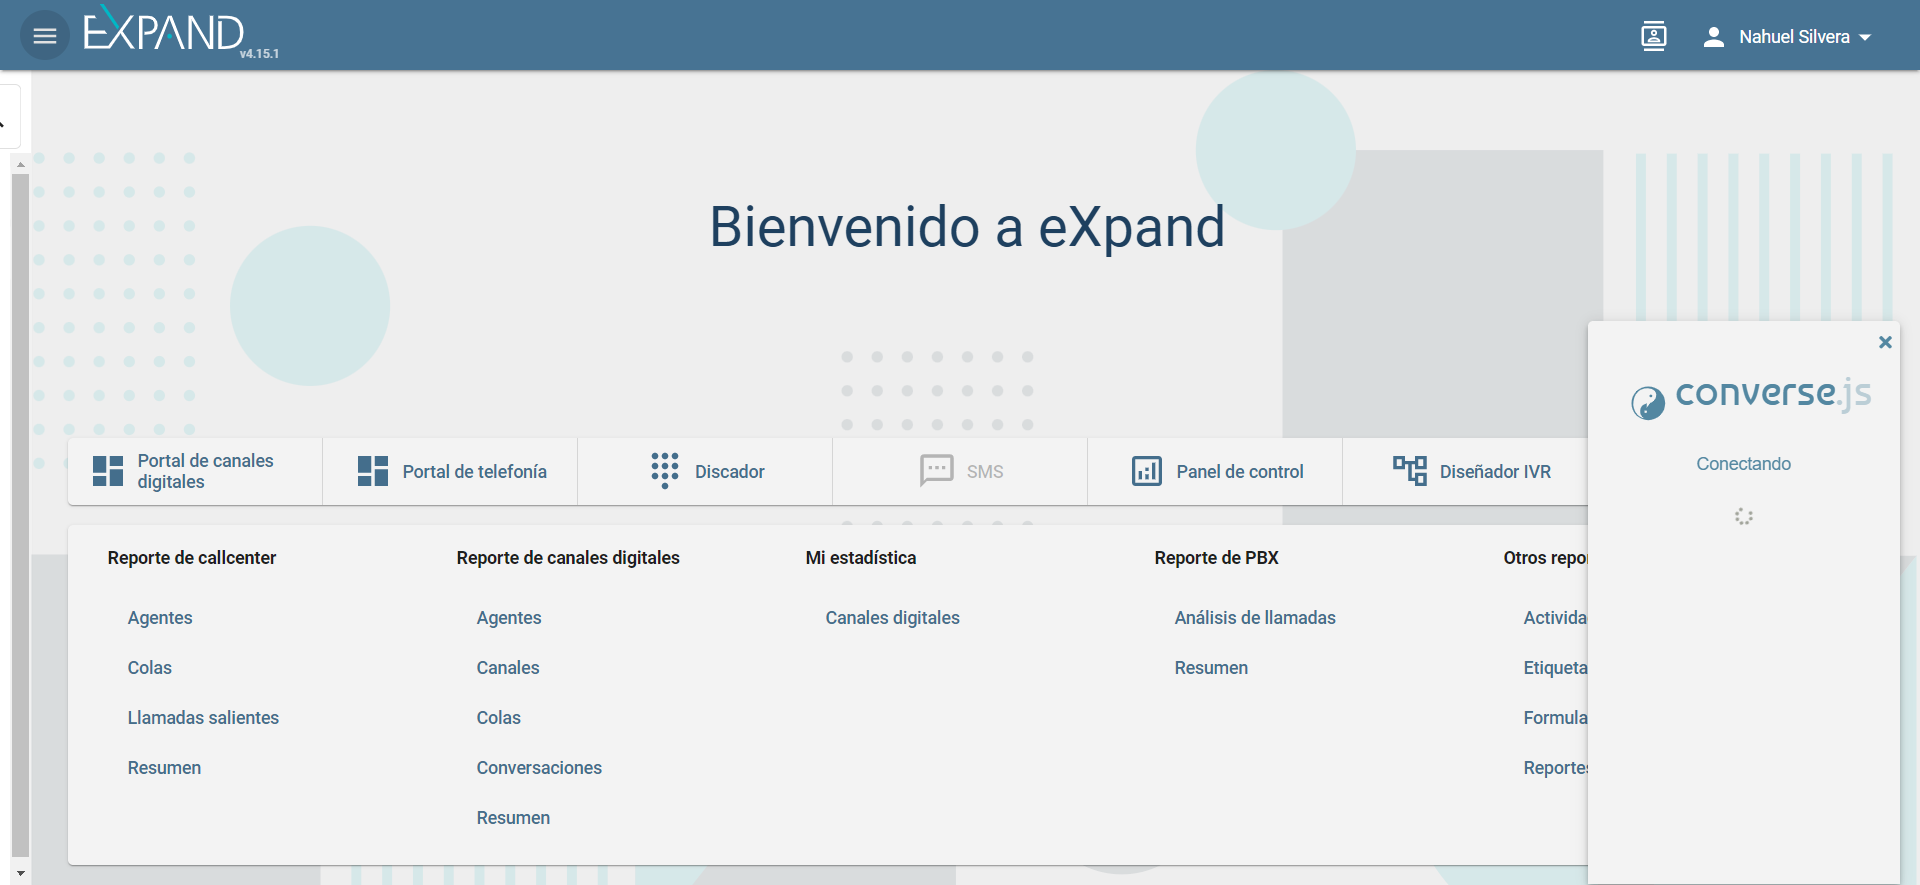 EXPAND
v4.15.1
Nahuel Silvera
Bienvenido a eXpand
converse.js
Conectando
Portal de canales
digitales
Portal de telefonía
Discador
SMS
Panel de control
Diseñador IVR
Reporte de callcenter
Agentes
Colas
Llamadas salientes
Resumen
Reporte de canales digitales
Agentes
Canales
Colas
Conversaciones
Resumen
Mi estadística
Canales digitales
Reporte de PBX
Análisis de llamadas
Resumen
Otros repo
Activida
Etiqueta
Formula
Reportes